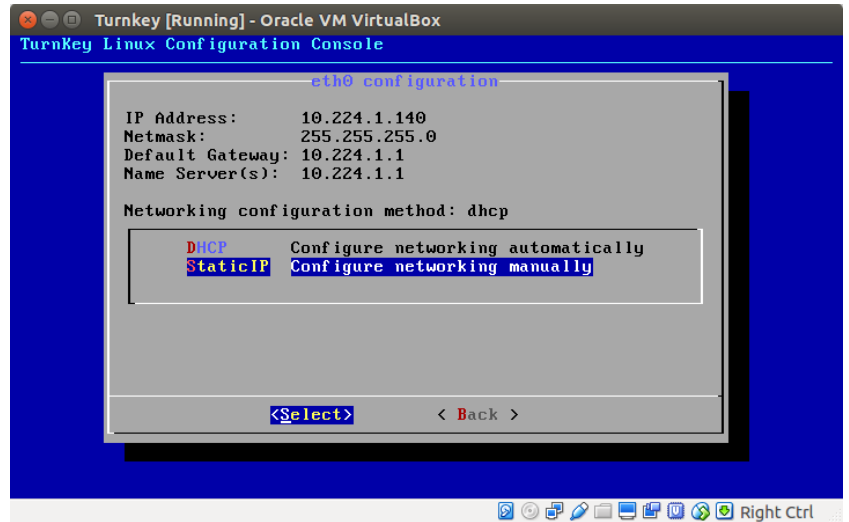 Turnkey [Running] - Oracle VM VirtualBox
TurnKey Linux Configuration Console
eth0 configuration
IP Address: 10.224.1.140
Netmask: 255.255.255.0
Default Gateway: 10.224.1.1
Name Server(s): 10.224.1.1
Networking configuration method: dhcp
DHCP Configure networking automatically
StaticIP Configure networking manually
<Select> < Back >
Right Ctrl